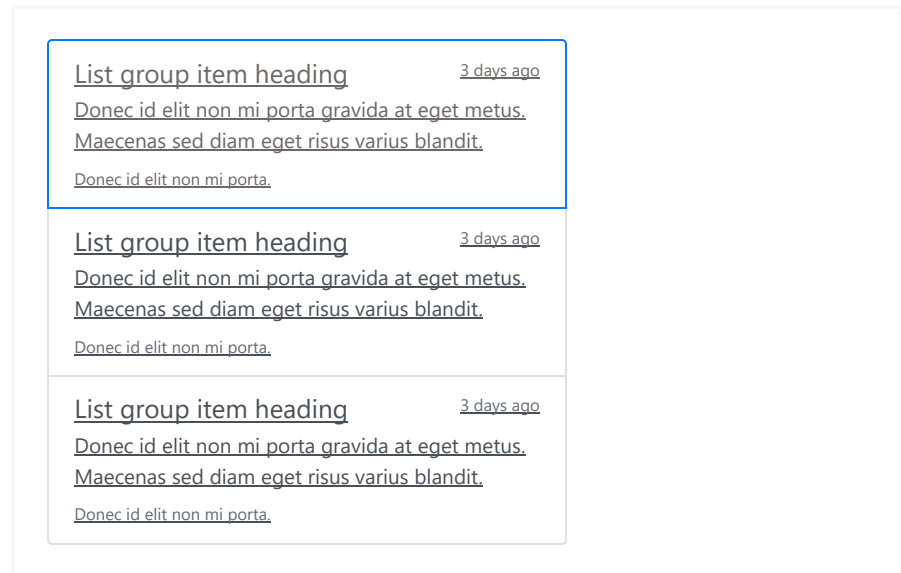 List group item heading 3 days ago
Donec id elit non mi porta gravida at eget metus.
Maecenas sed diam eget risus varius blandit.
Donec id elit non mi porta.
List group item heading 3 days ago
Donec id elit non mi porta gravida at eget metus.
Maecenas sed diam eget risus varius blandit.
Donec id elit non mi porta.
List group item heading 3 days ago
Donec id elit non mi porta gravida at eget metus.
Maecenas sed diam eget risus varius blandit.
Donec id elit non mi porta.